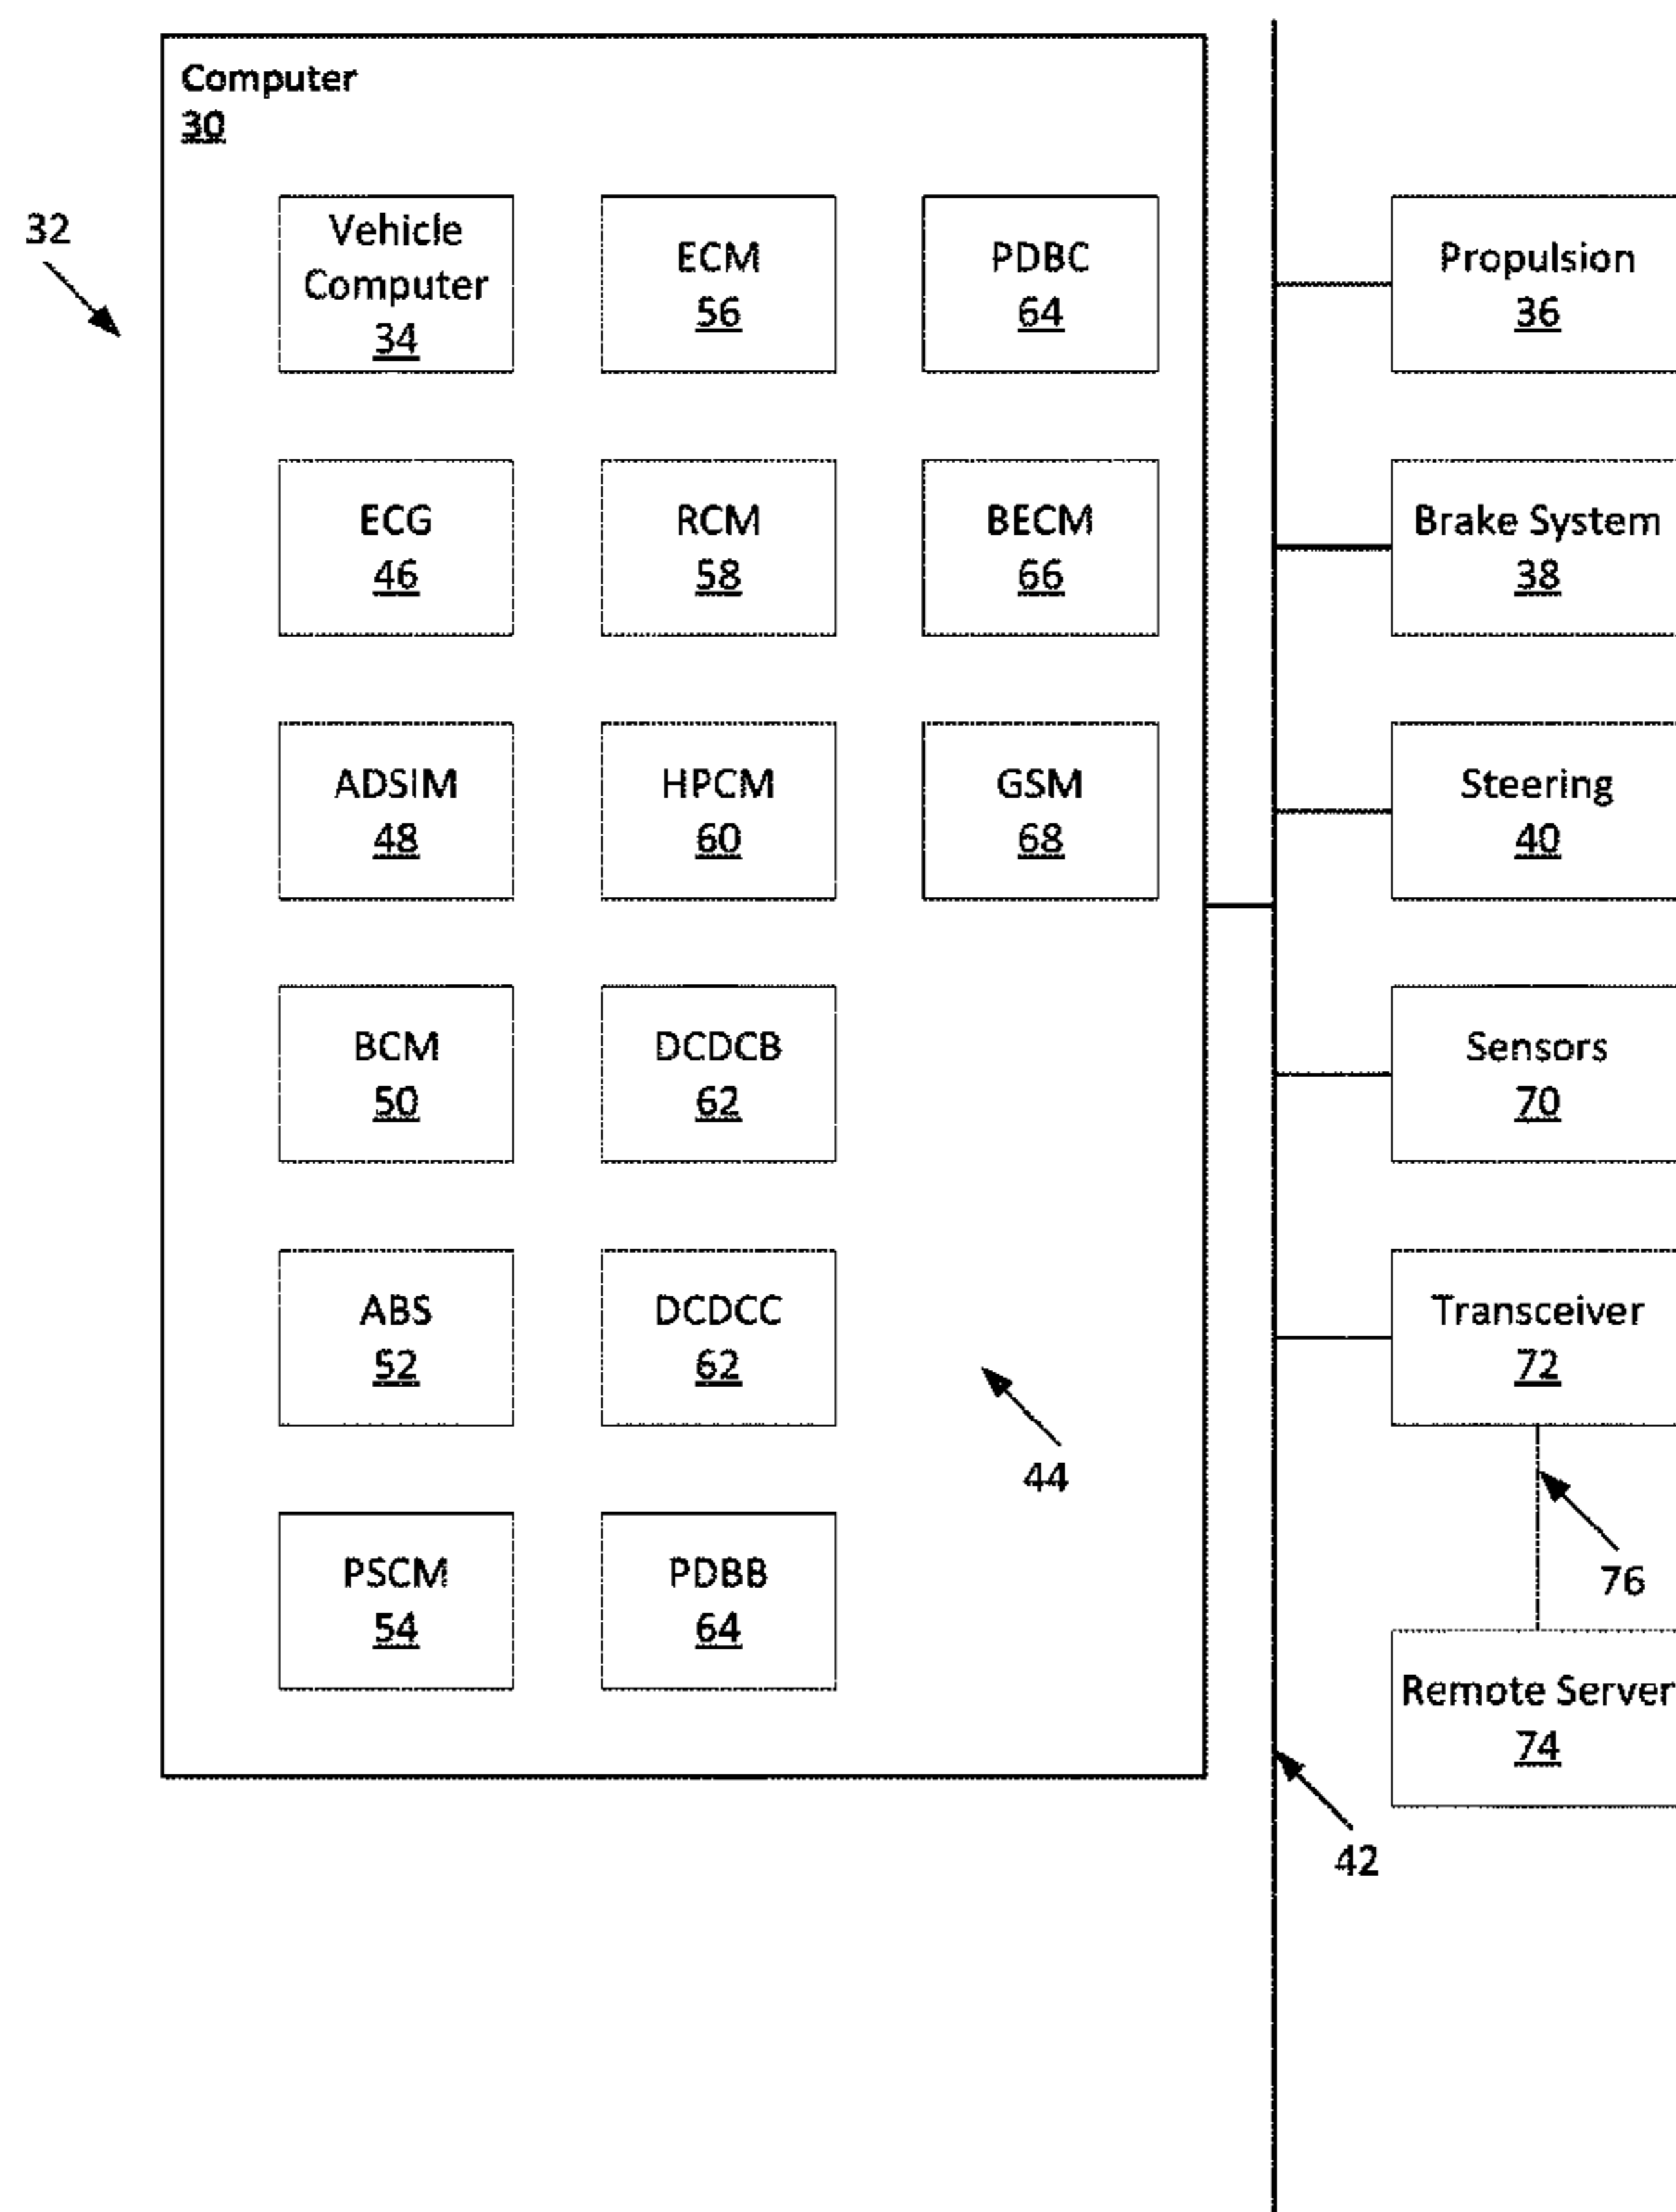 Computer
30
32
Vehicle
Computer
34
ECM
56
PDBC
64
Propulsion
36
ECG
46
RCM
58
BECM
66
Brake System
38
ADSIM
48
HPCM
60
GSM
68
Steering
40
BCM
50
DCDCB
62
Sensors
70
ABS
52
DCDCC
62
44
Transceiver
72
76
PSCM
54
PDBB
64
Remote Server
74
42